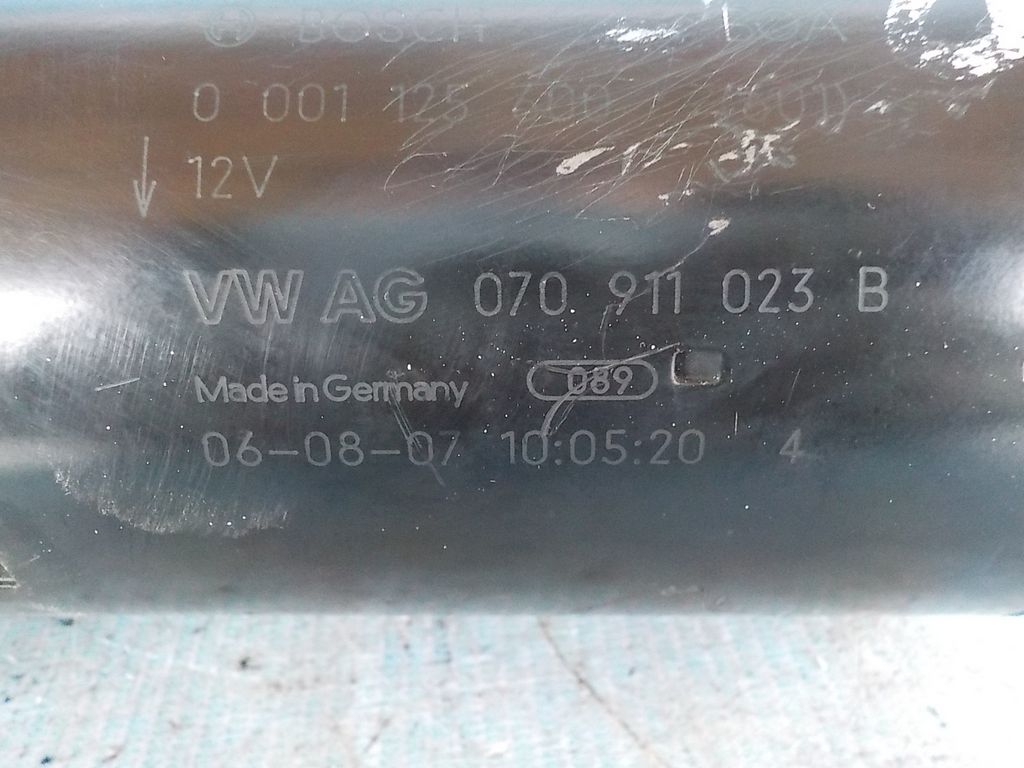 BOSCH
0 001 125
12V
VW AG 070 911 023 B
Made in Germany 089
06-08-07 10:05:20 4